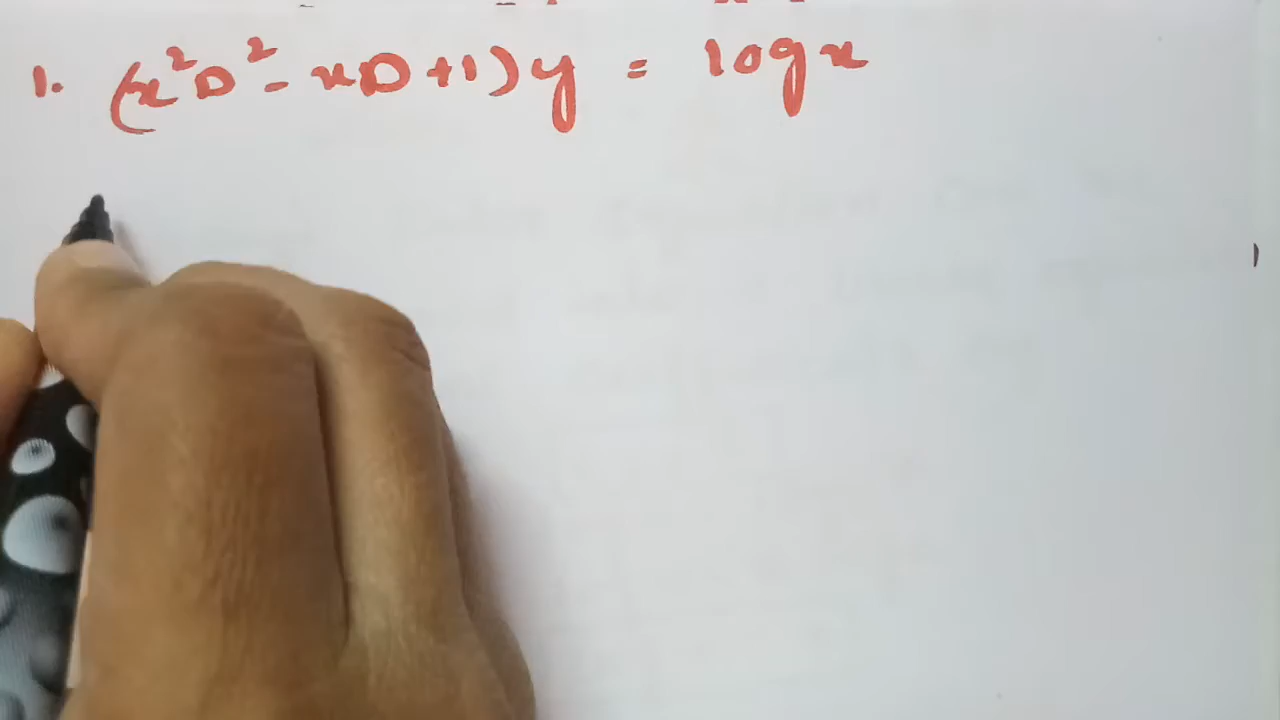 1. (x²D² - xD + 1) y = log x